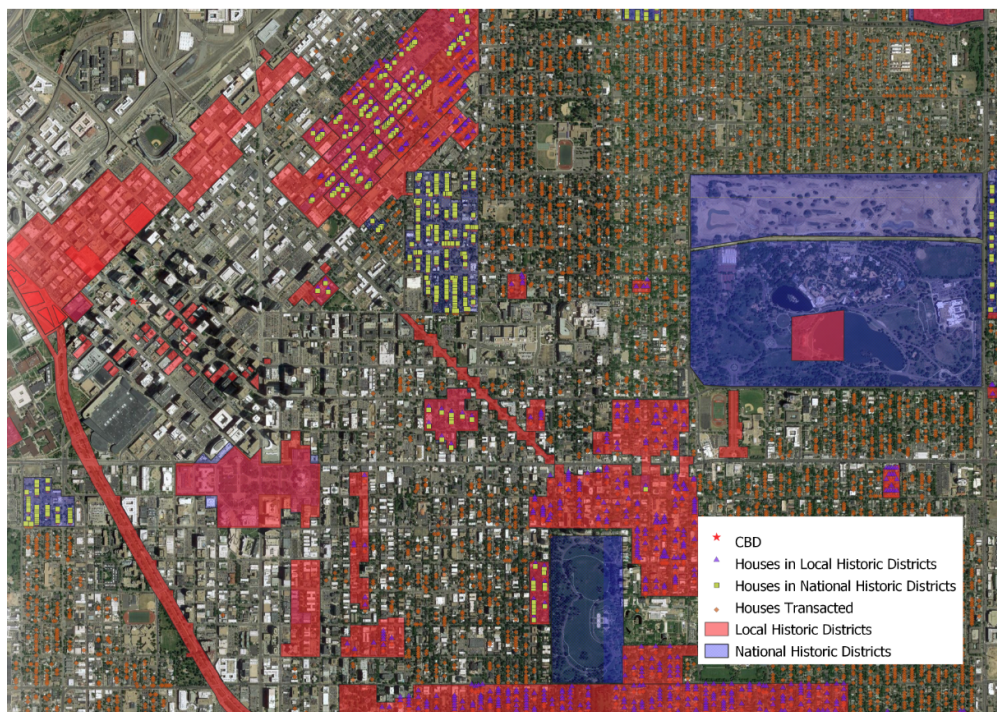 CBD
Houses in Local Historic Districts
Houses in National Historic Districts
Houses Transacted
Local Historic Districts
National Historic Districts